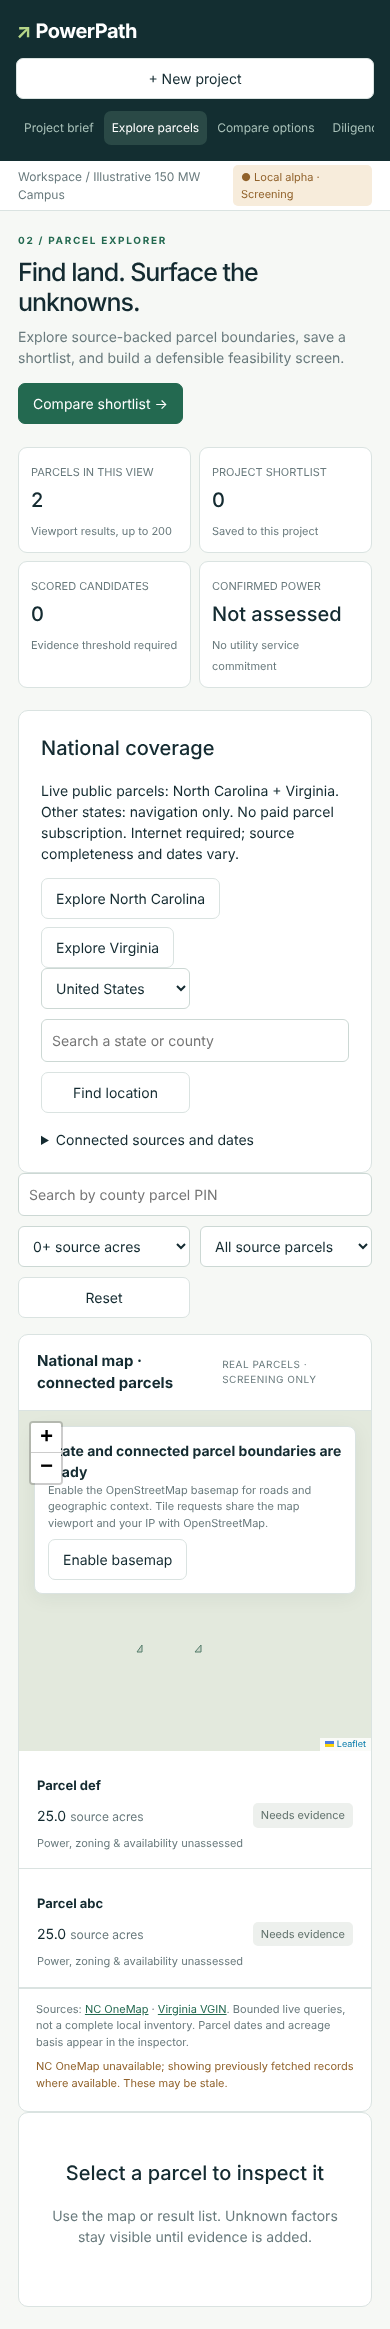 PowerPath
+ New project
Project brief Explore parcels Compare options Diligenc
Workspace / Illustrative 150 MW
Campus
Local alpha ·
Screening
02 / PARCEL EXPLORER
Find land. Surface the
unknowns.
Explore source-backed parcel boundaries, save a
shortlist, and build a defensible feasibility screen.
Compare shortlist →
PARCELS IN THIS VIEW
2
Viewport results, up to 200
PROJECT SHORTLIST
0
Saved to this project
SCORED CANDIDATES
0
Evidence threshold required
CONFIRMED POWER
Not assessed
No utility service
commitment
National coverage
Live public parcels: North Carolina + Virginia.
Other states: navigation only. No paid parcel
subscription. Internet required; source
completeness and dates vary.
Explore North Carolina
Explore Virginia
United States
Search a state or county
Find location
Connected sources and dates
Search by county parcel PIN
0+ source acres
All source parcels
Reset
National map ·
connected parcels
REAL PARCELS ·
SCREENING ONLY
+
−
ate and connected parcel boundaries are
ady
Enable the OpenStreetMap basemap for roads and
geographic context. Tile requests share the map
viewport and your IP with OpenStreetMap.
Enable basemap
Leaflet
Parcel def
25.0 source acres
Needs evidence
Power, zoning & availability unassessed
Parcel abc
25.0 source acres
Needs evidence
Power, zoning & availability unassessed
Sources: NC OneMap · Virginia VGIN. Bounded live queries,
not a complete local inventory. Parcel dates and acreage
basis appear in the inspector.
NC OneMap unavailable; showing previously fetched records
where available. These may be stale.
Select a parcel to inspect it
Use the map or result list. Unknown factors
stay visible until evidence is added.